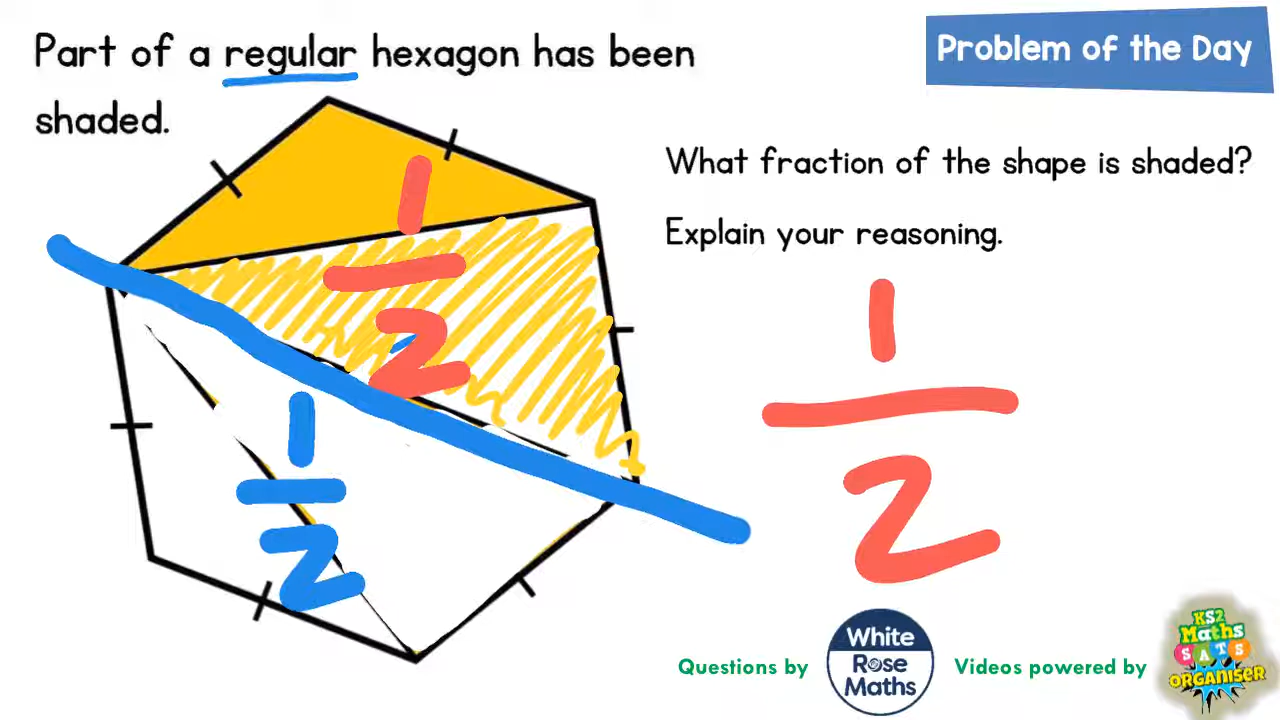 Part of a regular hexagon has been
shaded.
Problem of the Day
What fraction of the shape is shaded?
Explain your reasoning.
1
2
1
2
1
2
Questions by
White
Rose
Maths
Videos powered by
KS2
Maths
SATS
ORGANISER